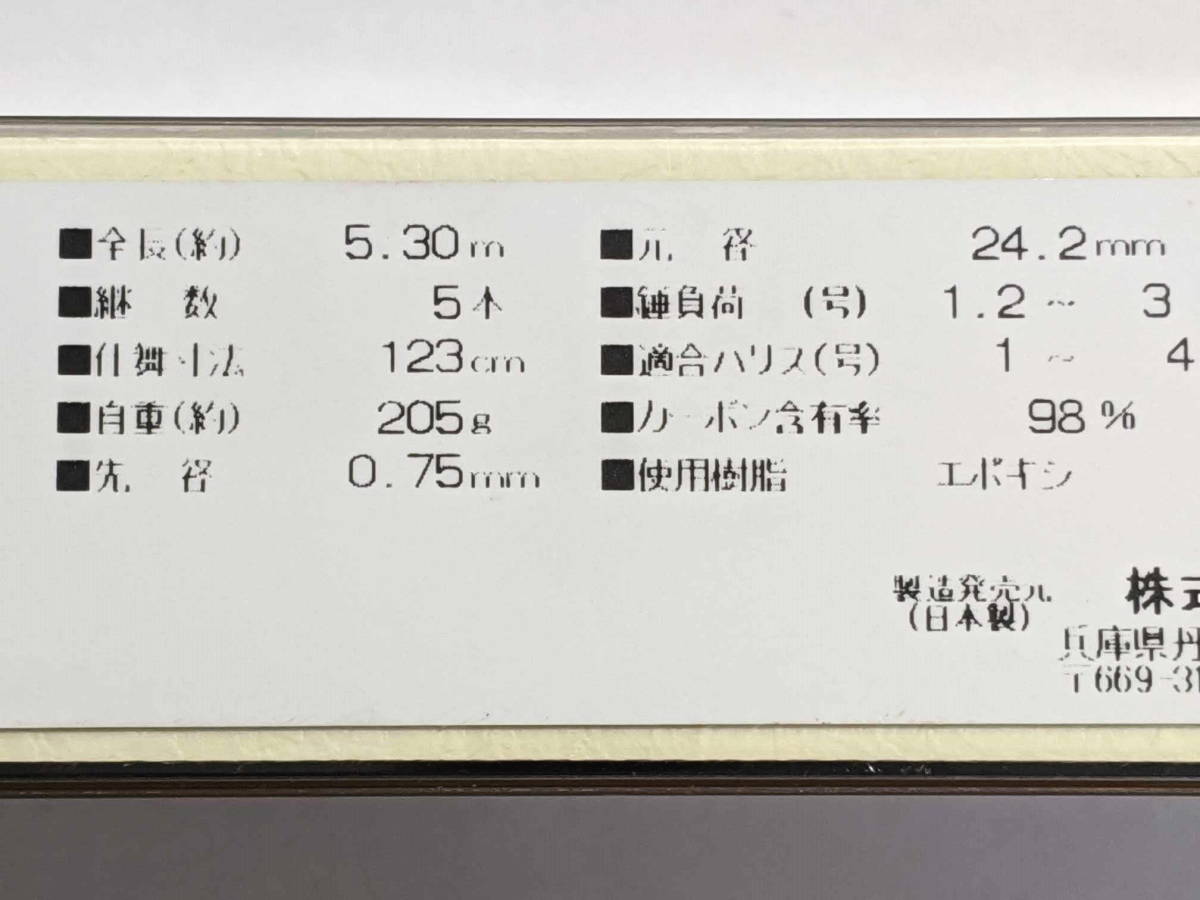 ■全長(約) 5.30m
■継数 5本
■仕舞寸法 123cm
■自重(約) 205g
■先径 0.75mm
■元径 24.2mm
■錘負荷 (号) 1.2～3
■適合ハリス(号) 1～4
■カーボン含有率 98%
■使用樹脂 エポキシ
製造発売元 株式
(日本製)
兵庫県丹
〒669-31